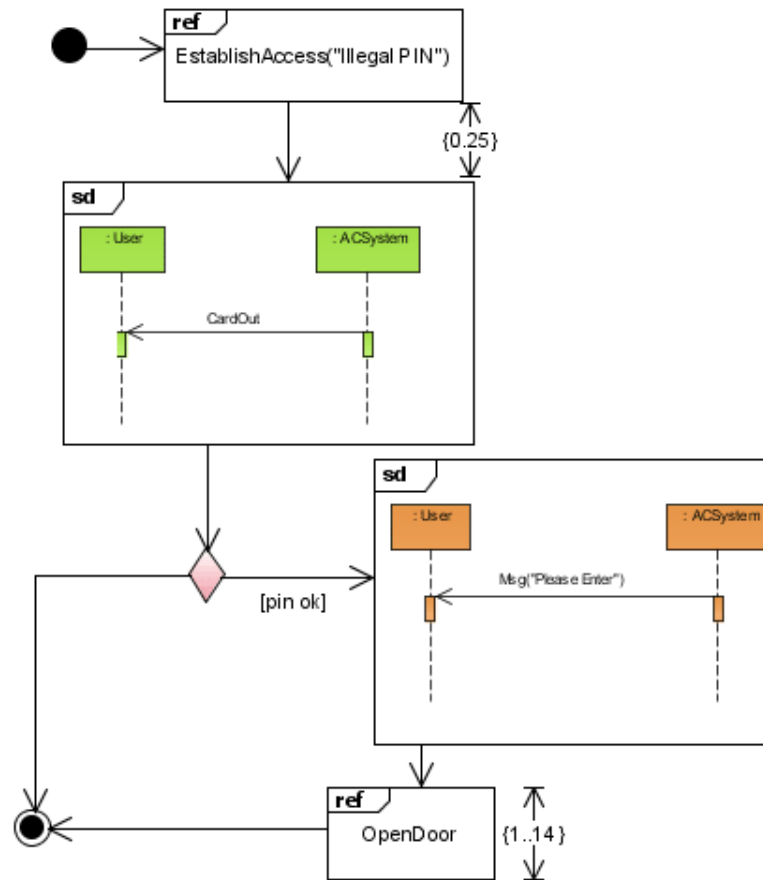 ref
EstablishAccess("Illegal PIN")
{0.25}
sd
: User
: ACSystem
CardOut
sd
: User
: ACSystem
Msg("Please Enter")
[pin ok]
ref
OpenDoor
{1..14 }